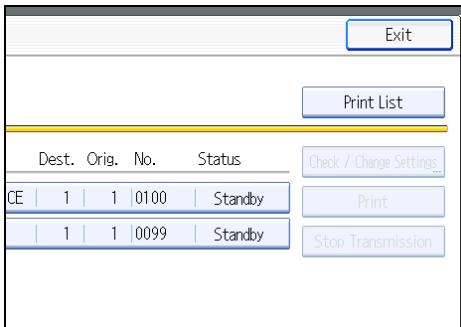 Exit
Print List
Dest. Orig. No. Status
Check / Change Settings...
CE 1 1 0100 Standby
Print
1 1 0099 Standby
Stop Transmission